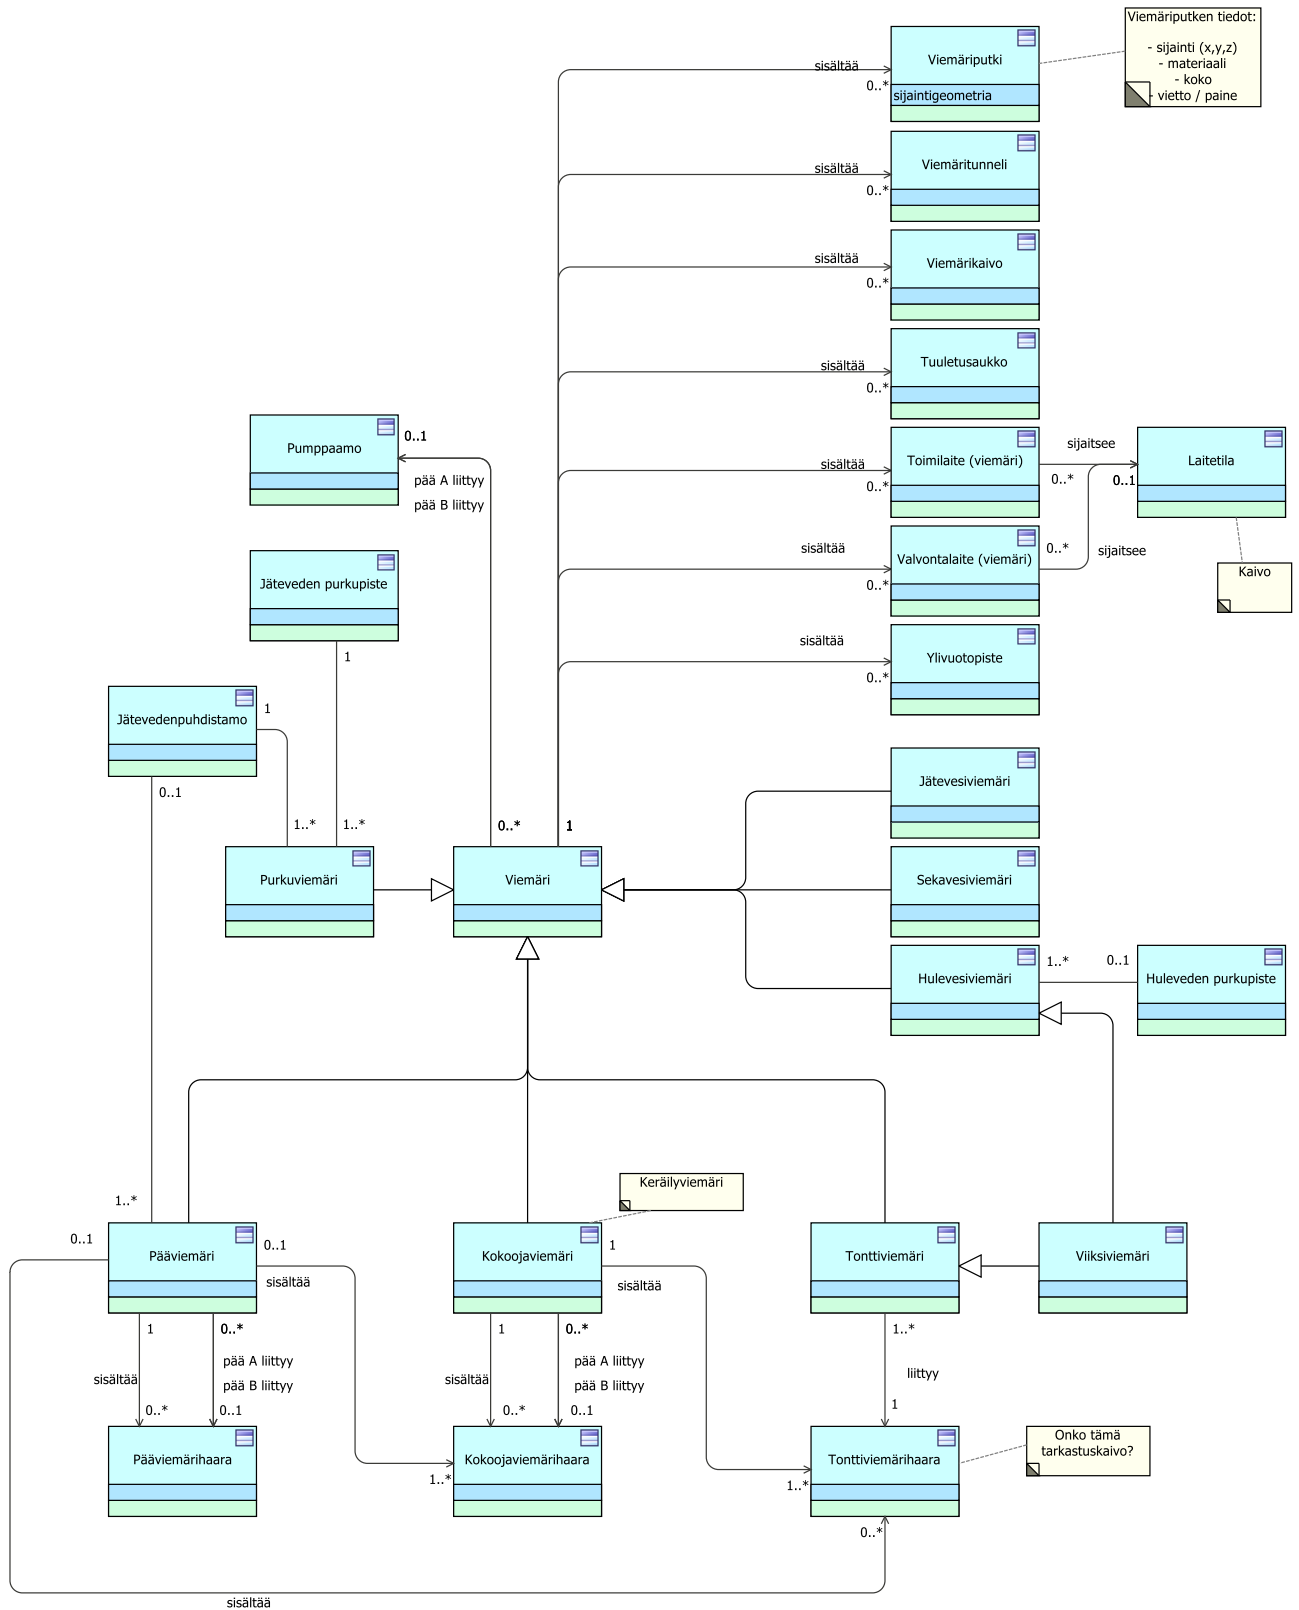 Viemäriputken tiedot:
- sijainti (x,y,z)
- materiaali
- koko
- vietto / paine
sisältää
0..*
Viemäriputki
sijaintigeometria
sisältää
0..*
Viemäritunneli
sisältää
0..*
Viemärikaivo
sisältää
0..*
Tuuletusaukko
Pumppaamo
0..1
pää A liittyy
pää B liittyy
sisältää
0..*
Toimilaite (viemäri)
sijaitsee
0..*
0..1
Laitetila
sisältää
0..*
Valvontalaite (viemäri)
0..*
sijaitsee
Kaivo
Jäteveden purkupiste
1
sisältää
0..*
Ylivuotopiste
Jätevedenpuhdistamo
1
0..1
1..*
1..*
0..*
1
Jätevesiviemäri
Purkuviemäri
Viemäri
Sekavesiviemäri
Hulevesiviemäri
1..*
0..1
Huleveden purkupiste
1..*
Keräilyviemäri
0..1
Pääviemäri
0..1
sisältää
Kokoojaviemäri
1
sisältää
Tonttiviemäri
Viiksiviemäri
1
0..*
1
0..*
1..*
pää A liittyy
pää B liittyy
sisältää
pää A liittyy
pää B liittyy
sisältää
liittyy
0..*
0..1
0..*
0..1
1
Pääviemärihaara
1..*
Kokoojaviemärihaara
1..*
Tonttiviemärihaara
Onko tämä
tarkastuskaivo?
0..*
sisältää